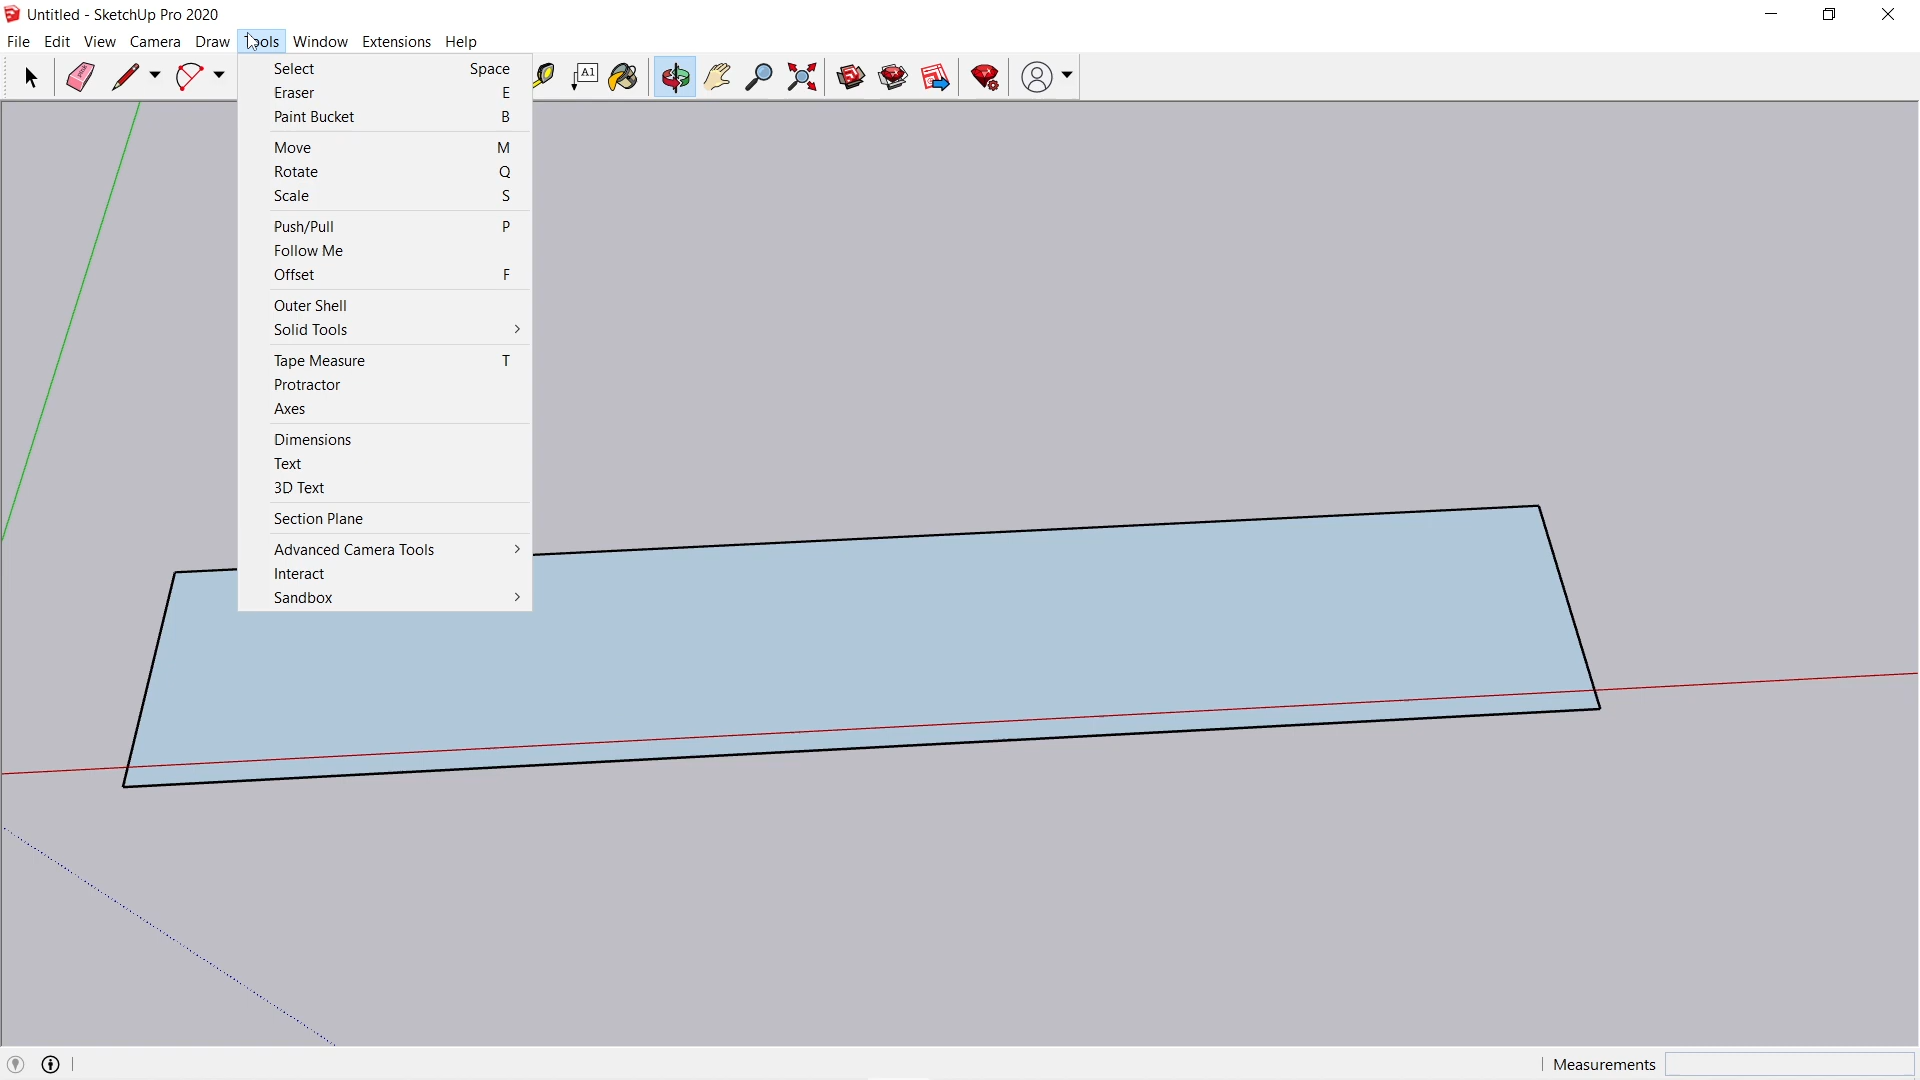 Untitled - SketchUp Pro 2020
File Edit View Camera Draw Tools Window Extensions Help
A1
Select Space
Eraser E
Paint Bucket B
Move M
Rotate Q
Scale S
Push/Pull P
Follow Me
Offset F
Outer Shell
Solid Tools
Tape Measure T
Protractor
Axes
Dimensions
Text
3D Text
Section Plane
Advanced Camera Tools
Interact
Sandbox
Measurements